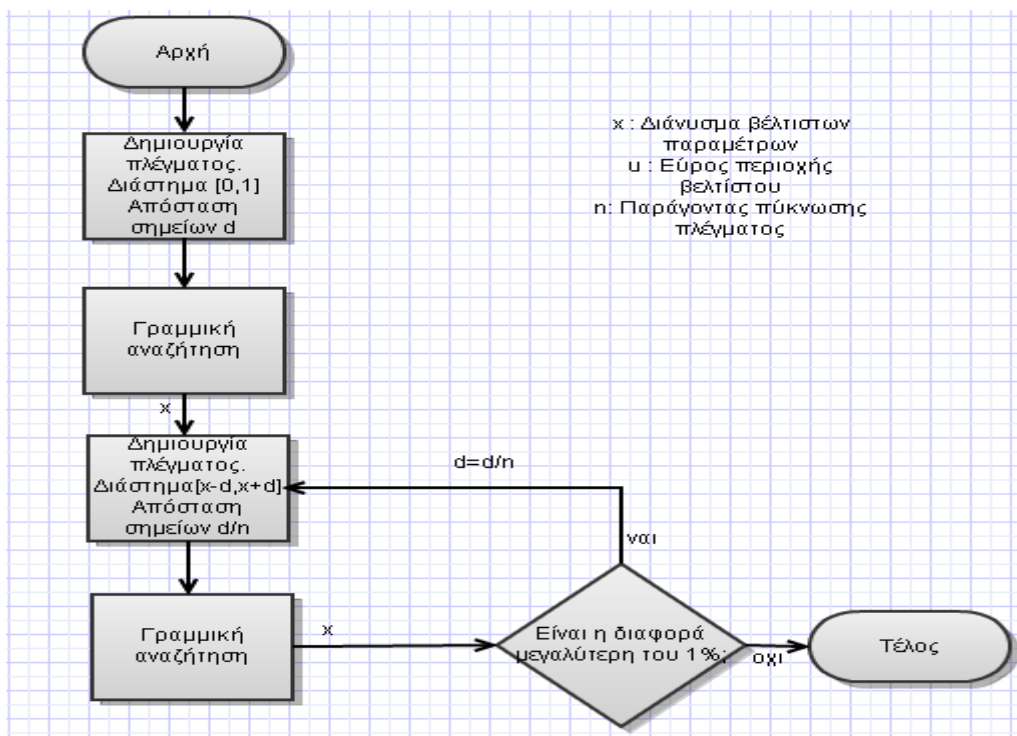 Αρχή
Δημιουργία
πλέγματος.
Διάστημα [0,1]
Απόσταση
σημείων d
x : Διάνυσμα βέλτιστων
παραμέτρων
u : Εύρος περιοχής
βελτίστου
n: Παράγοντας πύκνωσης
πλέγματος
Γραμμική
αναζήτηση
x
Δημιουργία
πλέγματος.
Διάστημα[x-d,x+d]
Απόσταση
σημείων d/n
d=d/n
ναι
Γραμμική
αναζήτηση
x
Είναι η διαφορά
μεγαλύτερη του 1%;
οχι
Τέλος